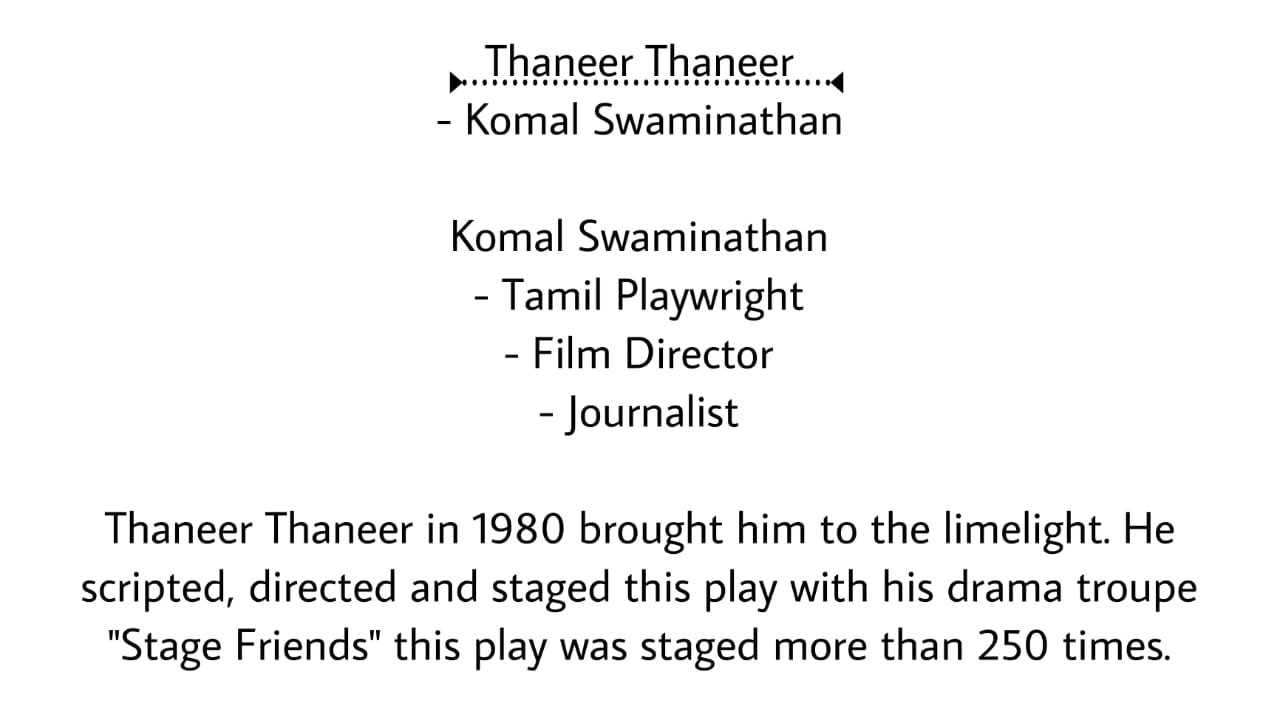 Thaneer Thaneer
- Komal Swaminathan
Komal Swaminathan
- Tamil Playwright
- Film Director
- Journalist
Thaneer Thaneer in 1980 brought him to the limelight. He
scripted, directed and staged this play with his drama troupe
"Stage Friends" this play was staged more than 250 times.